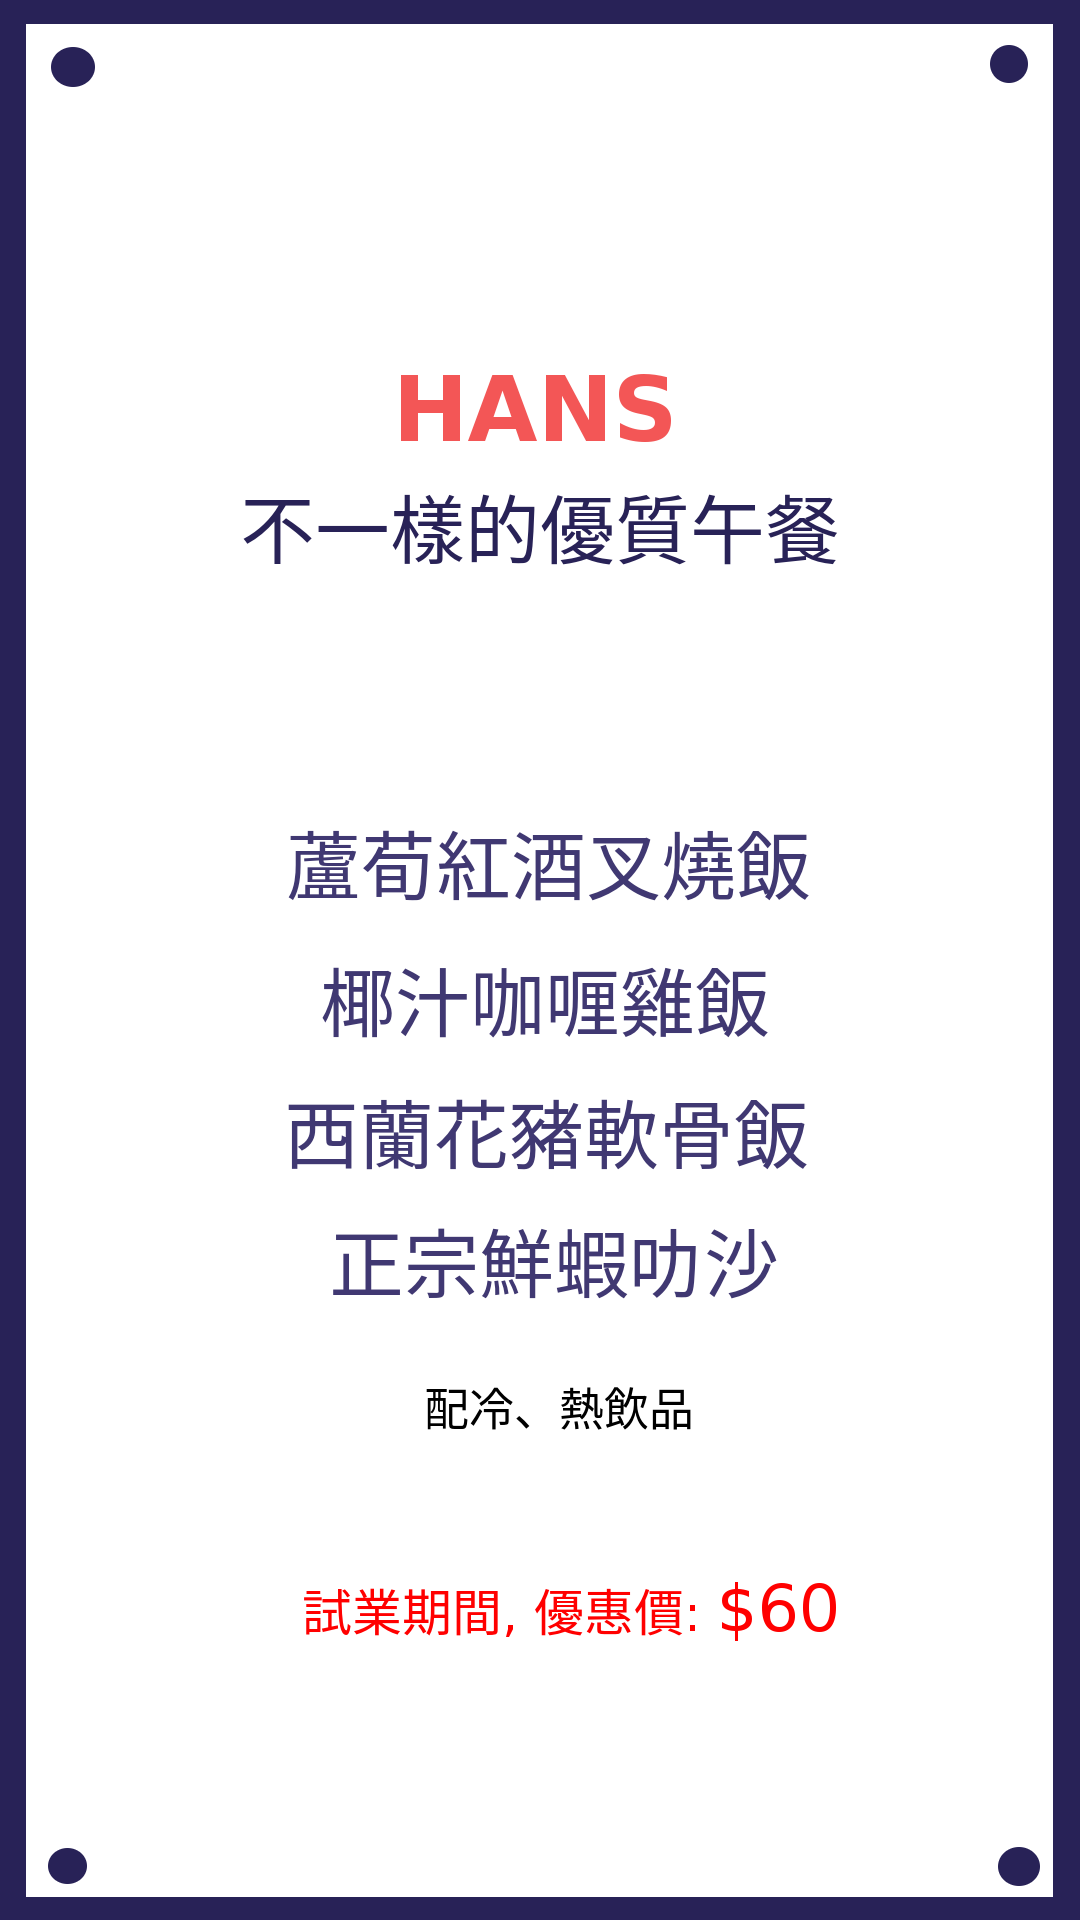 HANS
不一樣的優質午餐
蘆荀紅酒叉燒飯
椰汁咖喱雞飯
西蘭花豬軟骨飯
正宗鮮蝦叻沙
配冷、熱飲品
試業期間, 優惠價: $60